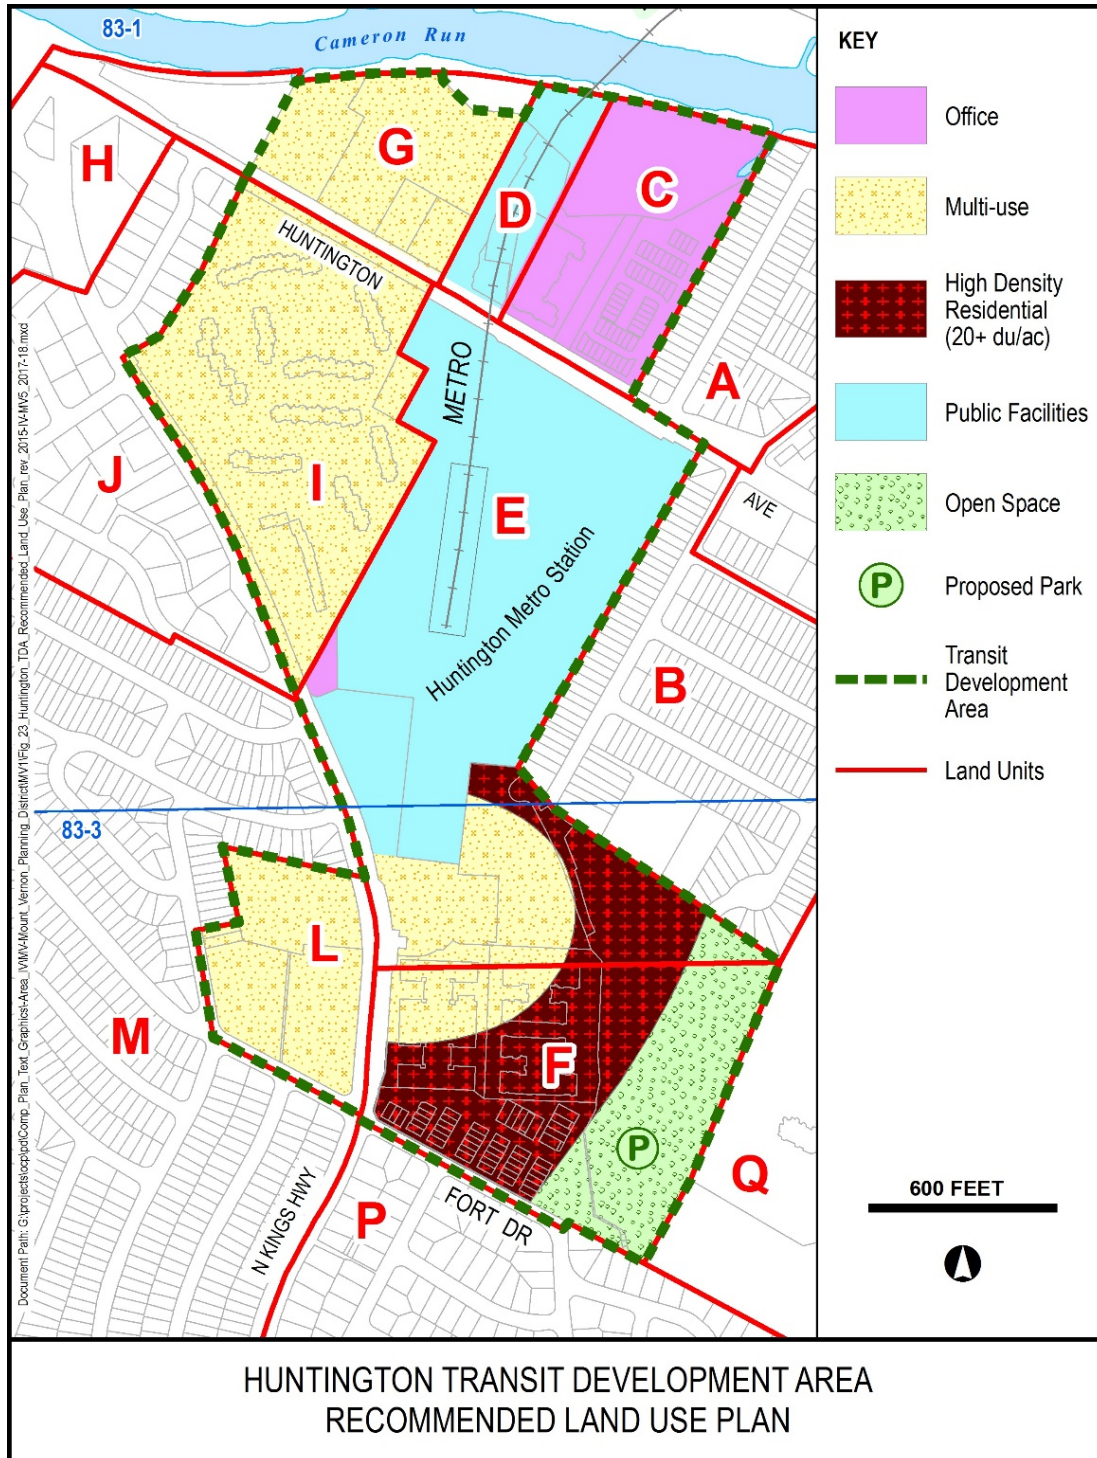 83-1
Cameron Run
KEY
Office
Multi-use
High Density
Residential
(20+ du/ac)
Public Facilities
Open Space
P
Proposed Park
Transit
Development
Area
Land Units
600 FEET
G
H
D
C
HUNTINGTON
METRO
A
AVE
J
I
E
Huntington Metro Station
B
83-3
L
M
F
P
Q
P
N KINGS HWY
FORT DR
HUNTINGTON TRANSIT DEVELOPMENT AREA
RECOMMENDED LAND USE PLAN